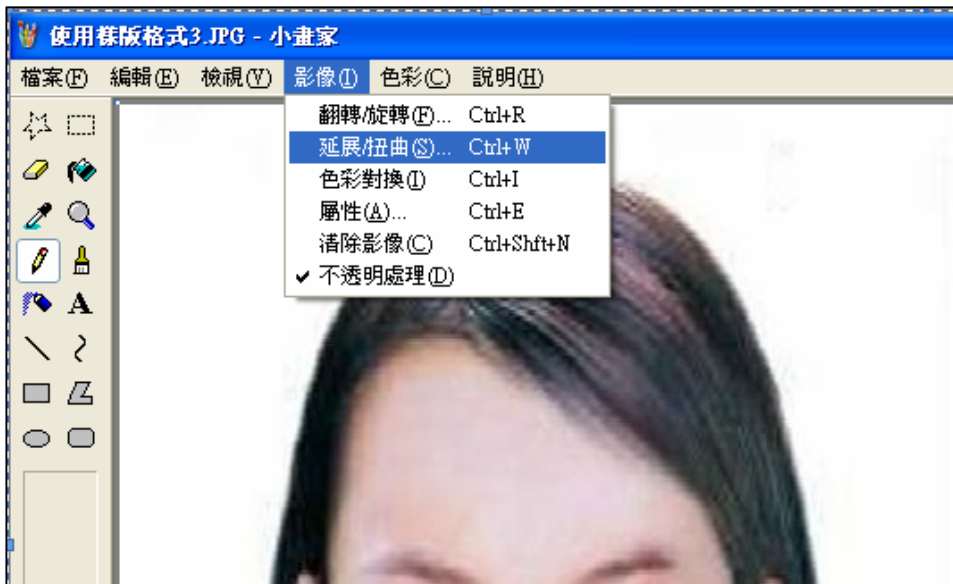 使用樣版格式3.JPG - 小畫家
檔案(F) 編輯(E) 檢視(V) 影像(I) 色彩(C) 說明(H)
翻轉/旋轉(F)... Ctrl+R
延展/扭曲(S)... Ctrl+W
色彩對換(I) Ctrl+I
屬性(A)... Ctrl+E
清除影像(C) Ctrl+Shft+N
✓ 不透明處理(D)
A